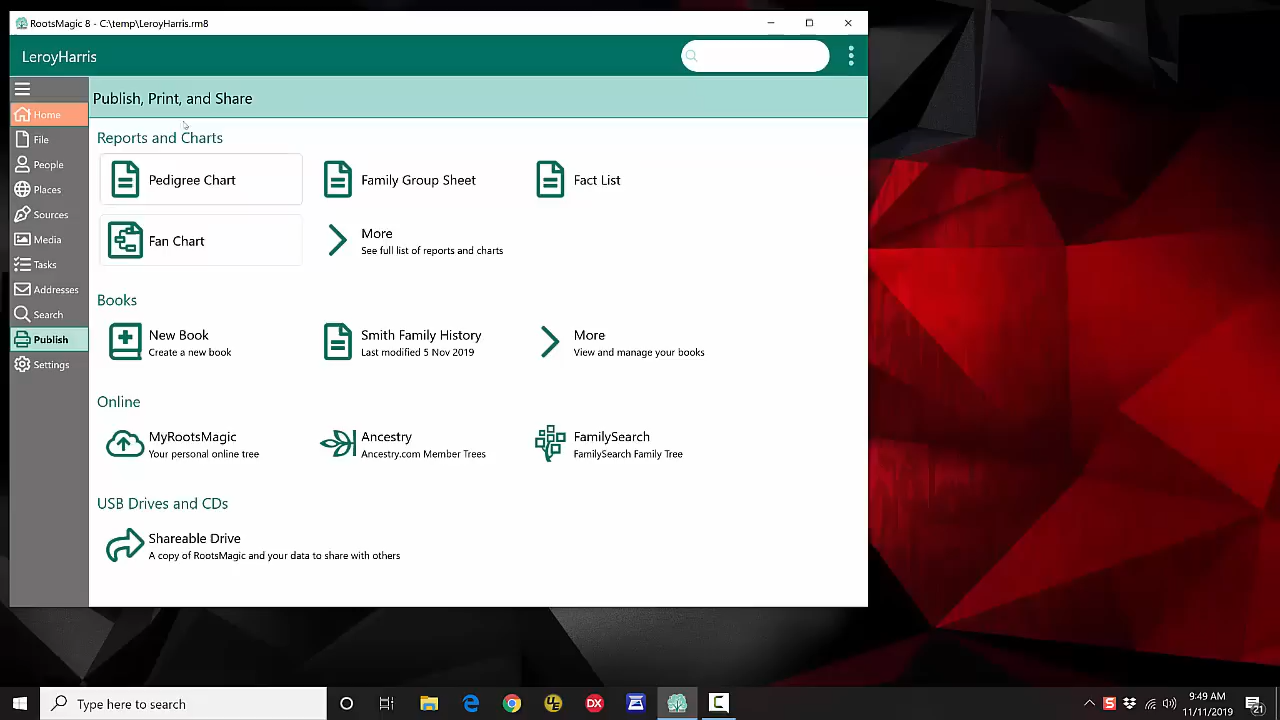 RootsMagic 8 - C:\temp\LeroyHarris.rm8
LeroyHarris
Home
File
People
Places
Sources
Media
Tasks
Addresses
Search
Publish
Settings
Publish, Print, and Share
Reports and Charts
Pedigree Chart
Family Group Sheet
Fact List
Fan Chart
More
See full list of reports and charts
Books
New Book
Create a new book
Smith Family History
Last modified 5 Nov 2019
More
View and manage your books
Online
MyRootsMagic
Your personal online tree
Ancestry
Ancestry.com Member Trees
FamilySearch
FamilySearch Family Tree
USB Drives and CDs
Shareable Drive
A copy of RootsMagic and your data to share with others
Type here to search
DX
S
9:49 AM
11/11/2019
21